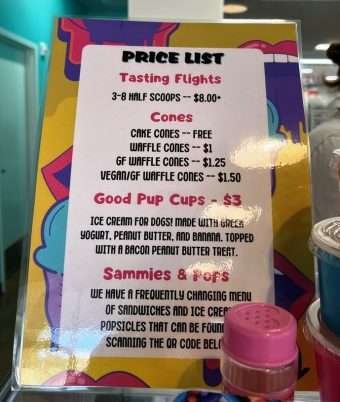 PRICE LIST
Tasting Flights
3-8 HALF SCOOPS -- $8.00+
Cones
CAKE CONES -- FREE
WAFFLE CONES -- $1
GF WAFFLE CONES -- $1.25
VEGAN/GF WAFFLE CONES -- $1.50
Good Pup Cups - $3
ICE CREAM FOR DOGS! MADE WITH GREEK
YOGURT, PEANUT BUTTER, AND BANANA. TOPPED
WITH A BACON PEANUT BUTTER TREAT.
Sammies & Pops
WE HAVE A FREQUENTLY CHANGING MENU
OF SANDWICHES AND ICE CREAM
POPSICLES THAT CAN BE FOUN
SCANNING THE QR CODE BEL